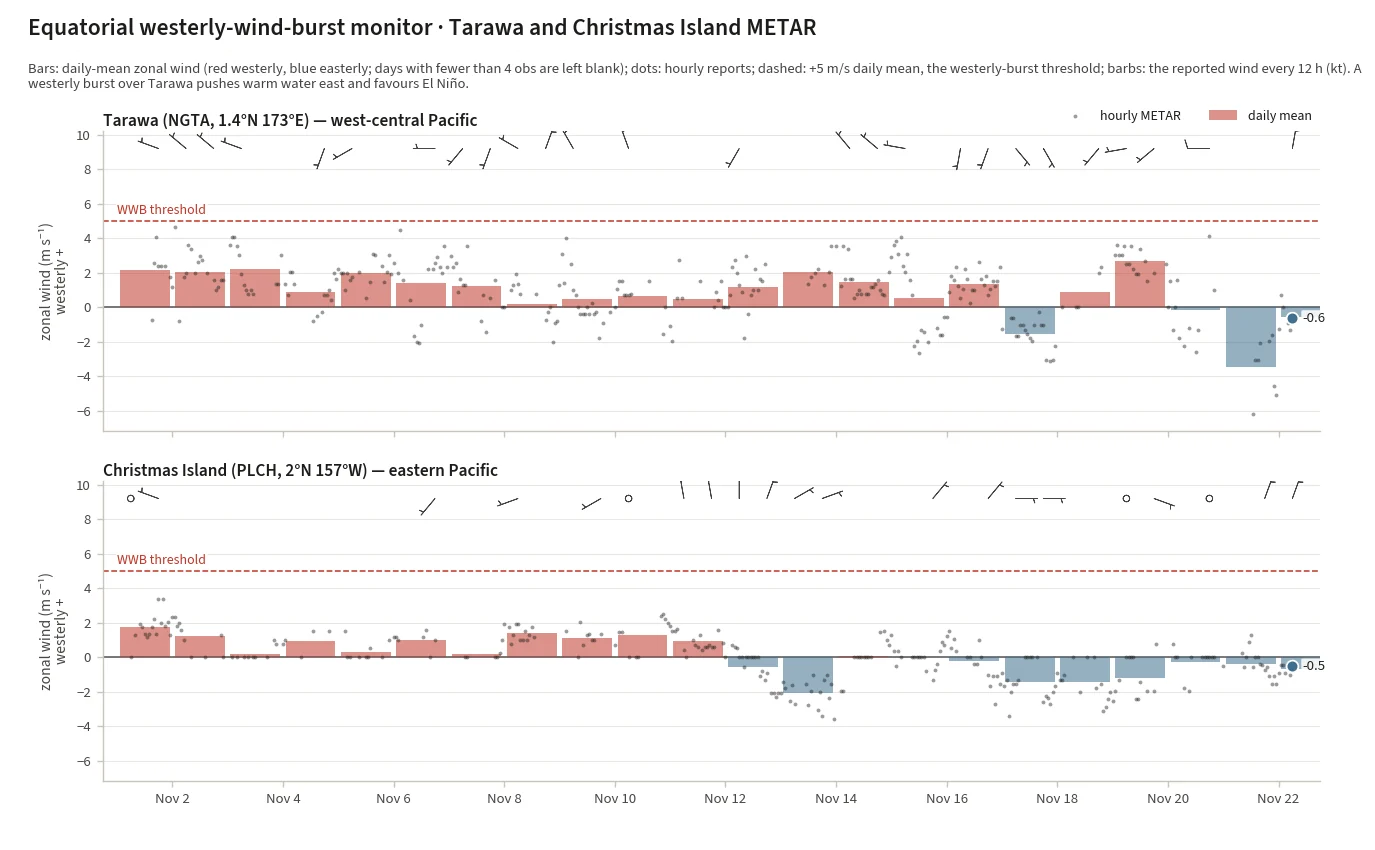 Equatorial westerly-wind-burst monitor · Tarawa and Christmas Island METAR
Bars: daily-mean zonal wind (red westerly, blue easterly; days with fewer than 4 obs are left blank); dots: hourly reports; dashed: +5 m/s daily mean, the westerly-burst threshold; barbs: the reported wind every 12 h (kt). A
westerly burst over Tarawa pushes warm water east and favours El Niño.
Tarawa (NGTA, 1.4°N 173°E) — west-central Pacific
hourly METAR
daily mean
10
8
6
4
2
0
−2
−4
−6
zonal wind (m s⁻¹)
westerly +
WWB threshold
-0.6
Christmas Island (PLCH, 2°N 157°W) — eastern Pacific
10
8
6
4
2
0
−2
−4
−6
zonal wind (m s⁻¹)
westerly +
WWB threshold
-0.5
Nov 2
Nov 4
Nov 6
Nov 8
Nov 10
Nov 12
Nov 14
Nov 16
Nov 18
Nov 20
Nov 22